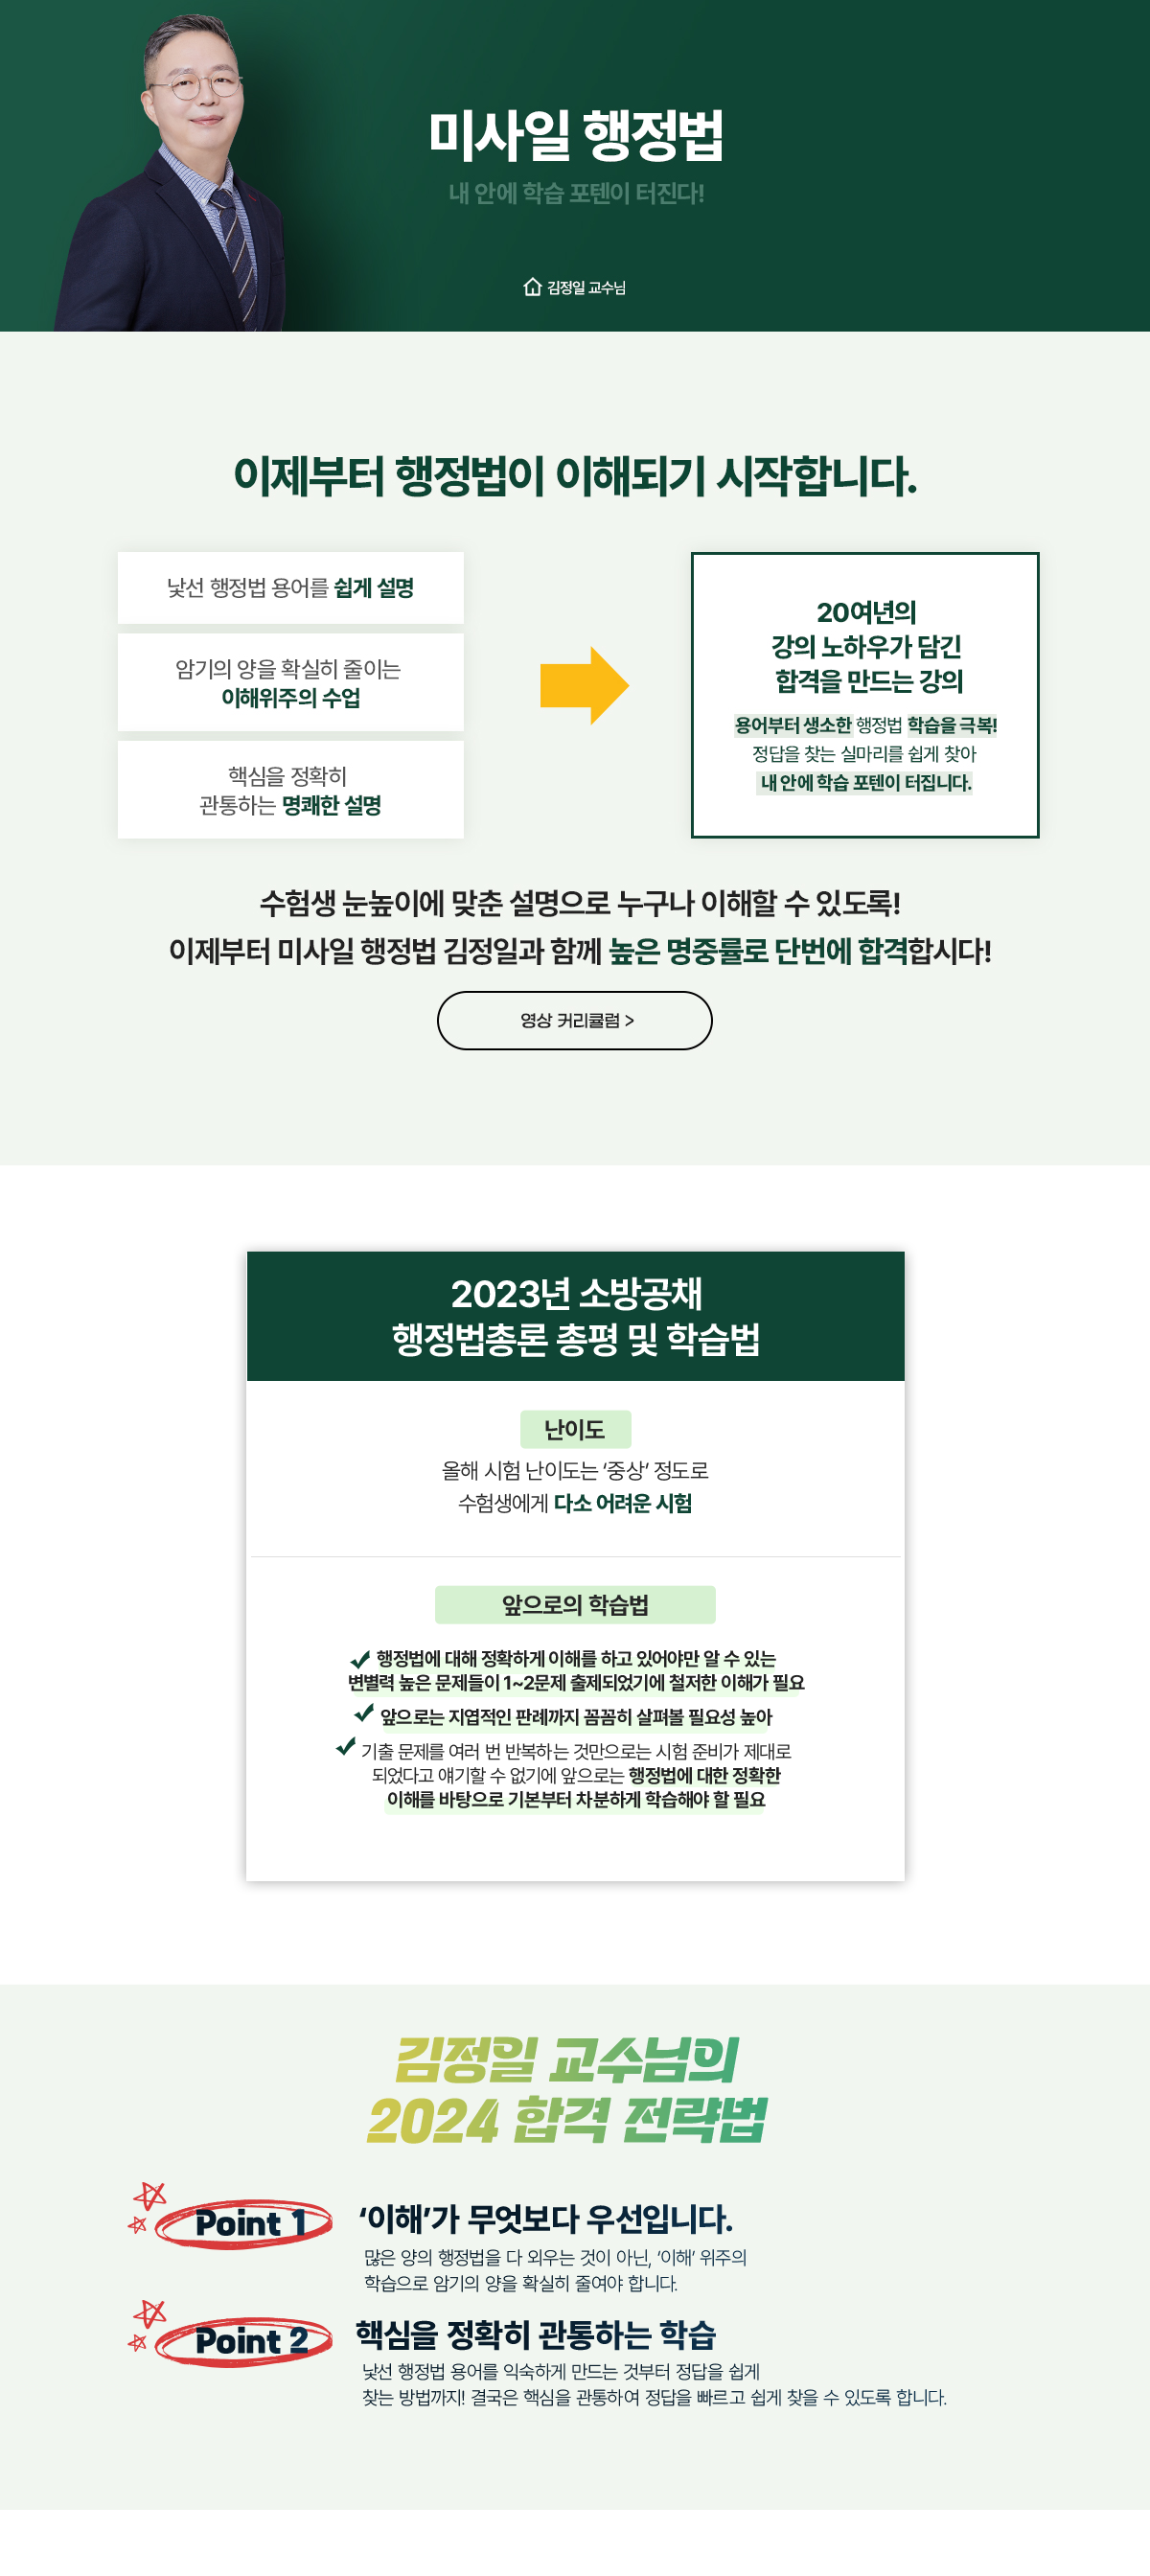 미사일 행정법
내 안에 학습 포텐이 터진다!
김정일 교수님
이제부터 행정법이 이해되기 시작합니다.
낯선 행정법 용어를 쉽게 설명
암기의 양을 확실히 줄이는
이해위주의 수업
핵심을 정확히
관통하는 명쾌한 설명
20여년의
강의 노하우가 담긴
합격을 만드는 강의
용어부터 생소한 행정법 학습을 극복!
정답을 찾는 실마리를 쉽게 찾아
내 안에 학습 포텐이 터집니다.
수험생 눈높이에 맞춘 설명으로 누구나 이해할 수 있도록!
이제부터 미사일 행정법 김정일과 함께 높은 명중률로 단번에 합격합시다!
영상 커리큘럼 >
2023년 소방공채
행정법총론 총평 및 학습법
난이도
올해 시험 난이도는 ‘중상’ 정도로
수험생에게 다소 어려운 시험
앞으로의 학습법
행정법에 대해 정확하게 이해를 하고 있어야만 알 수 있는
변별력 높은 문제들이 1~2문제 출제되었기에 철저한 이해가 필요
앞으로는 지엽적인 판례까지 꼼꼼히 살펴볼 필요성 높아
기출 문제를 여러 번 반복하는 것만으로는 시험 준비가 제대로
되었다고 얘기할 수 없기에 앞으로는 행정법에 대한 정확한
이해를 바탕으로 기본부터 차분하게 학습해야 할 필요
김정일 교수님의
2024 합격 전략법
Point 1
‘이해’가 무엇보다 우선입니다.
많은 양의 행정법을 다 외우는 것이 아닌, ‘이해’ 위주의
학습으로 암기의 양을 확실히 줄여야 합니다.
Point 2
핵심을 정확히 관통하는 학습
낯선 행정법 용어를 익숙하게 만드는 것부터 정답을 쉽게
찾는 방법까지! 결국은 핵심을 관통하여 정답을 빠르고 쉽게 찾을 수 있도록 합니다.